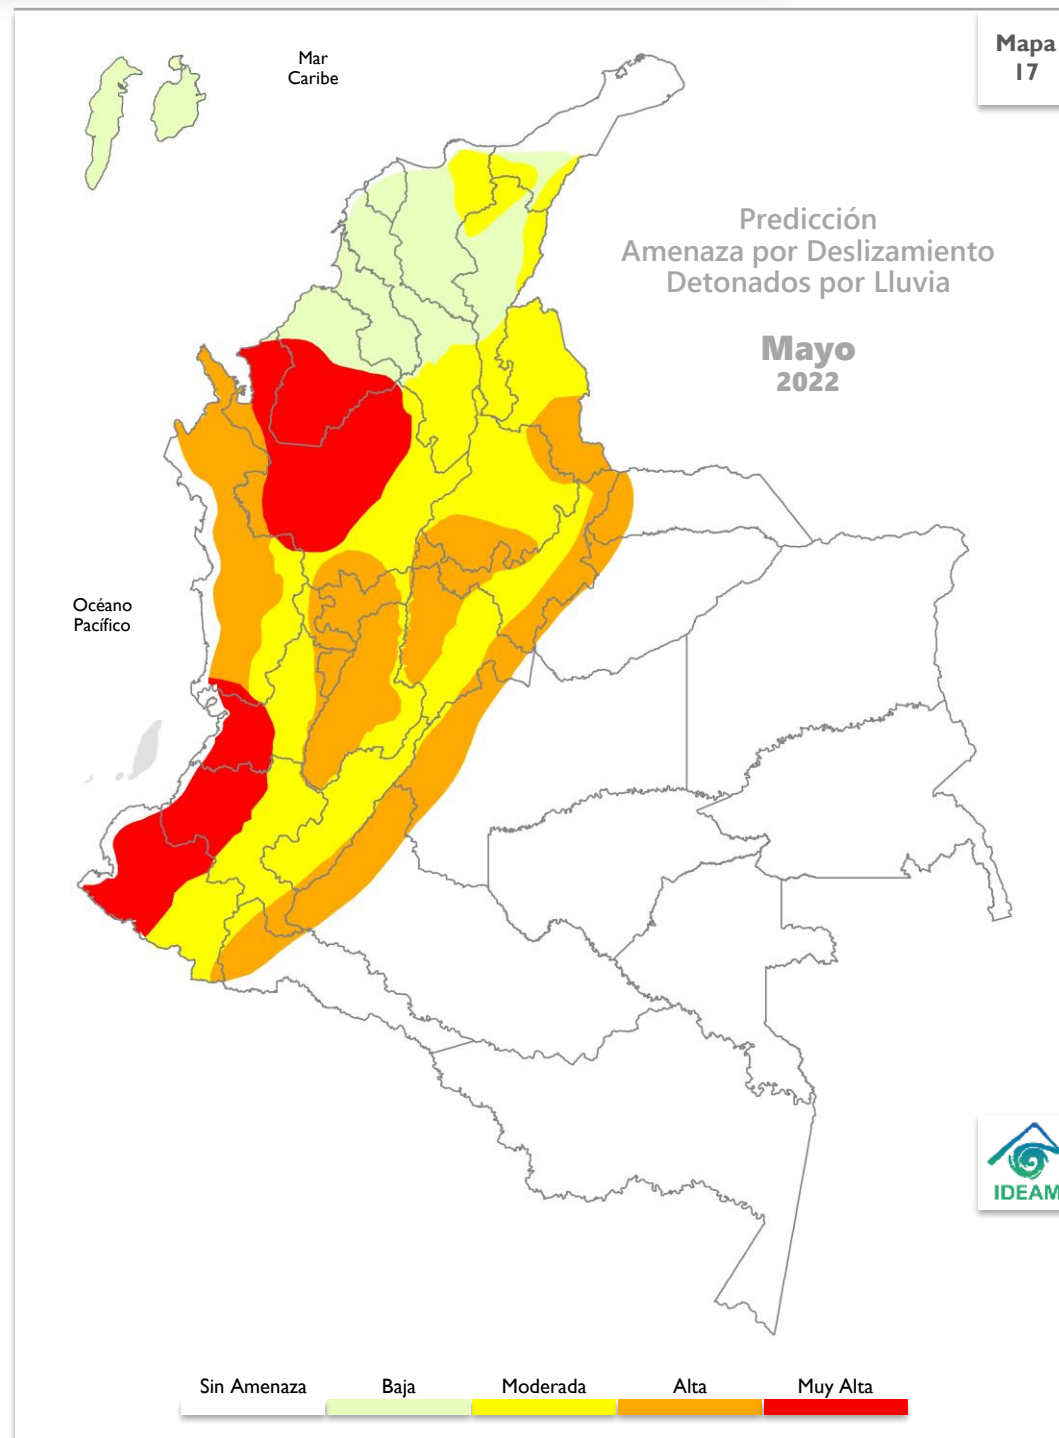 Mapa
17
Mar
Caribe
Predicción
Amenaza por Deslizamiento
Detonados por Lluvia
Mayo
2022
Océano
Pacífico
IDEAM
Sin Amenaza
Baja
Moderada
Alta
Muy Alta